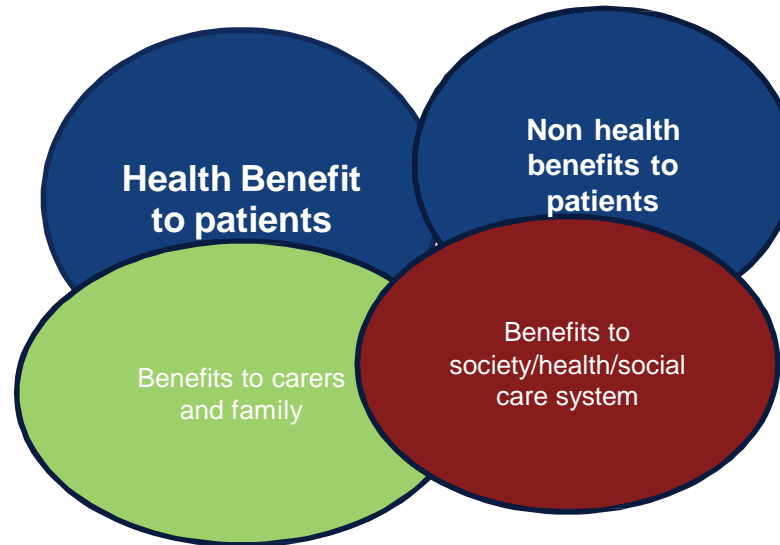 Health Benefit
to patients
Non health
benefits to
patients
Benefits to carers
and family
Benefits to
society/health/social
care system